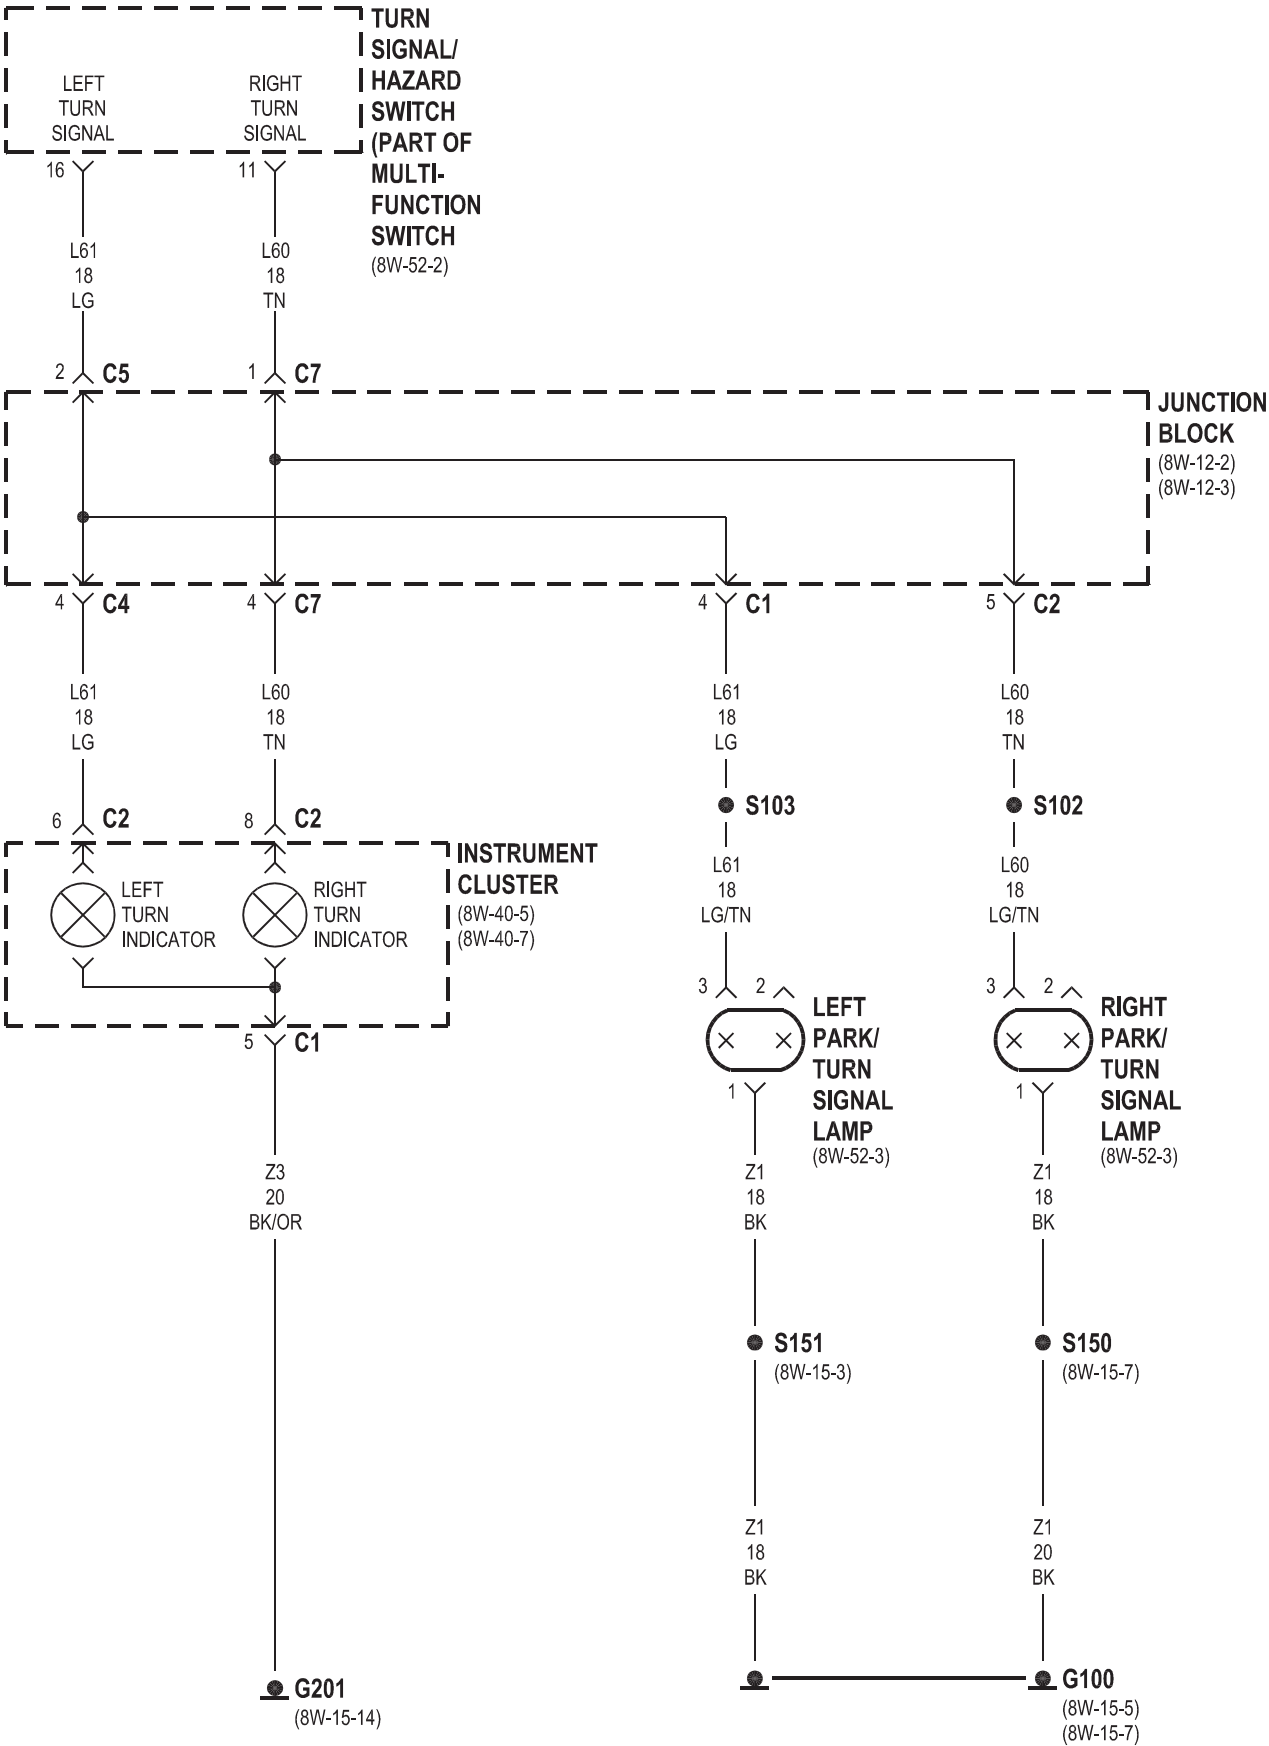 TURN
SIGNAL/
HAZARD
SWITCH
(PART OF
MULTI-
FUNCTION
SWITCH
(8W-52-2)
LEFT
TURN
SIGNAL
RIGHT
TURN
SIGNAL
16
11
L61
18
LG
L60
18
TN
2
C5
1
C7
JUNCTION
BLOCK
(8W-12-2)
(8W-12-3)
4
C4
4
C7
4
C1
5
C2
L61
18
LG
L60
18
TN
L61
18
LG
L60
18
TN
S103
S102
6
C2
8
C2
INSTRUMENT
CLUSTER
(8W-40-5)
(8W-40-7)
LEFT
TURN
INDICATOR
RIGHT
TURN
INDICATOR
L61
18
LG/TN
L60
18
LG/TN
3
2
3
2
LEFT
PARK/
TURN
SIGNAL
LAMP
(8W-52-3)
RIGHT
PARK/
TURN
SIGNAL
LAMP
(8W-52-3)
5
C1
1
1
Z3
20
BK/OR
Z1
18
BK
Z1
18
BK
S151
(8W-15-3)
S150
(8W-15-7)
Z1
18
BK
Z1
20
BK
G201
(8W-15-14)
G100
(8W-15-5)
(8W-15-7)